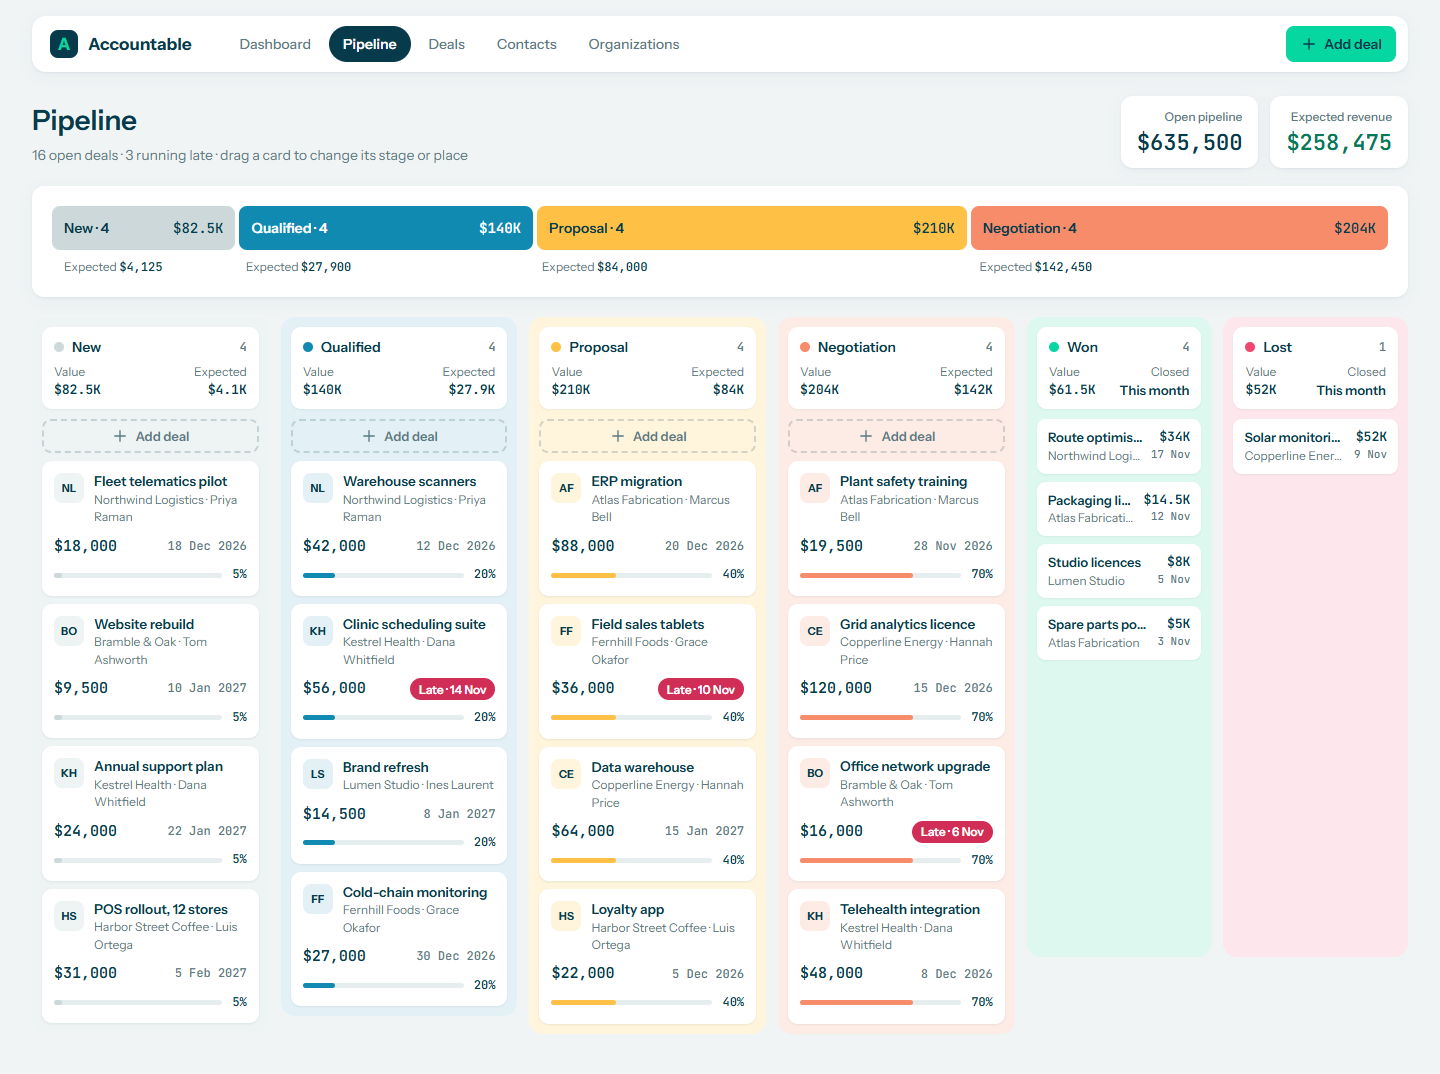 A Accountable Dashboard Pipeline Deals Contacts Organizations + Add deal
Pipeline
16 open deals · 3 running late · drag a card to change its stage or place
Open pipeline
$635,500
Expected revenue
$258,475
New · 4 $82.5K
Qualified · 4 $140K
Proposal · 4 $210K
Negotiation · 4 $204K
Expected $4,125
Expected $27,900
Expected $84,000
Expected $142,450
New 4
Value Expected
$82.5K $4.1K
+ Add deal
NL Fleet telematics pilot
Northwind Logistics · Priya
Raman
$18,000 18 Dec 2026
5%
BO Website rebuild
Bramble & Oak · Tom
Ashworth
$9,500 10 Jan 2027
5%
KH Annual support plan
Kestrel Health · Dana
Whitfield
$24,000 22 Jan 2027
5%
HS POS rollout, 12 stores
Harbor Street Coffee · Luis
Ortega
$31,000 5 Feb 2027
5%
Qualified 4
Value Expected
$140K $27.9K
+ Add deal
NL Warehouse scanners
Northwind Logistics · Priya
Raman
$42,000 12 Dec 2026
20%
KH Clinic scheduling suite
Kestrel Health · Dana
Whitfield
$56,000 Late · 14 Nov
20%
LS Brand refresh
Lumen Studio · Ines Laurent
$14,500 8 Jan 2027
20%
FF Cold-chain monitoring
Fernhill Foods · Grace
Okafor
$27,000 30 Dec 2026
20%
Proposal 4
Value Expected
$210K $84K
+ Add deal
AF ERP migration
Atlas Fabrication · Marcus
Bell
$88,000 20 Dec 2026
40%
FF Field sales tablets
Fernhill Foods · Grace
Okafor
$36,000 Late · 10 Nov
40%
CE Data warehouse
Copperline Energy · Hannah
Price
$64,000 15 Jan 2027
40%
HS Loyalty app
Harbor Street Coffee · Luis
Ortega
$22,000 5 Dec 2026
40%
Negotiation 4
Value Expected
$204K $142K
+ Add deal
AF Plant safety training
Atlas Fabrication · Marcus
Bell
$19,500 28 Nov 2026
70%
CE Grid analytics licence
Copperline Energy · Hannah
Price
$120,000 15 Dec 2026
70%
BO Office network upgrade
Bramble & Oak · Tom
Ashworth
$16,000 Late · 6 Nov
70%
KH Telehealth integration
Kestrel Health · Dana
Whitfield
$48,000 8 Dec 2026
70%
Won 4
Value Closed
$61.5K This month
Route optimis... $34K
Northwind Logi... 17 Nov
Packaging li... $14.5K
Atlas Fabricati... 12 Nov
Studio licences $8K
Lumen Studio 5 Nov
Spare parts po... $5K
Atlas Fabrication 3 Nov
Lost 1
Value Closed
$52K This month
Solar monitori... $52K
Copperline Ener... 9 Nov